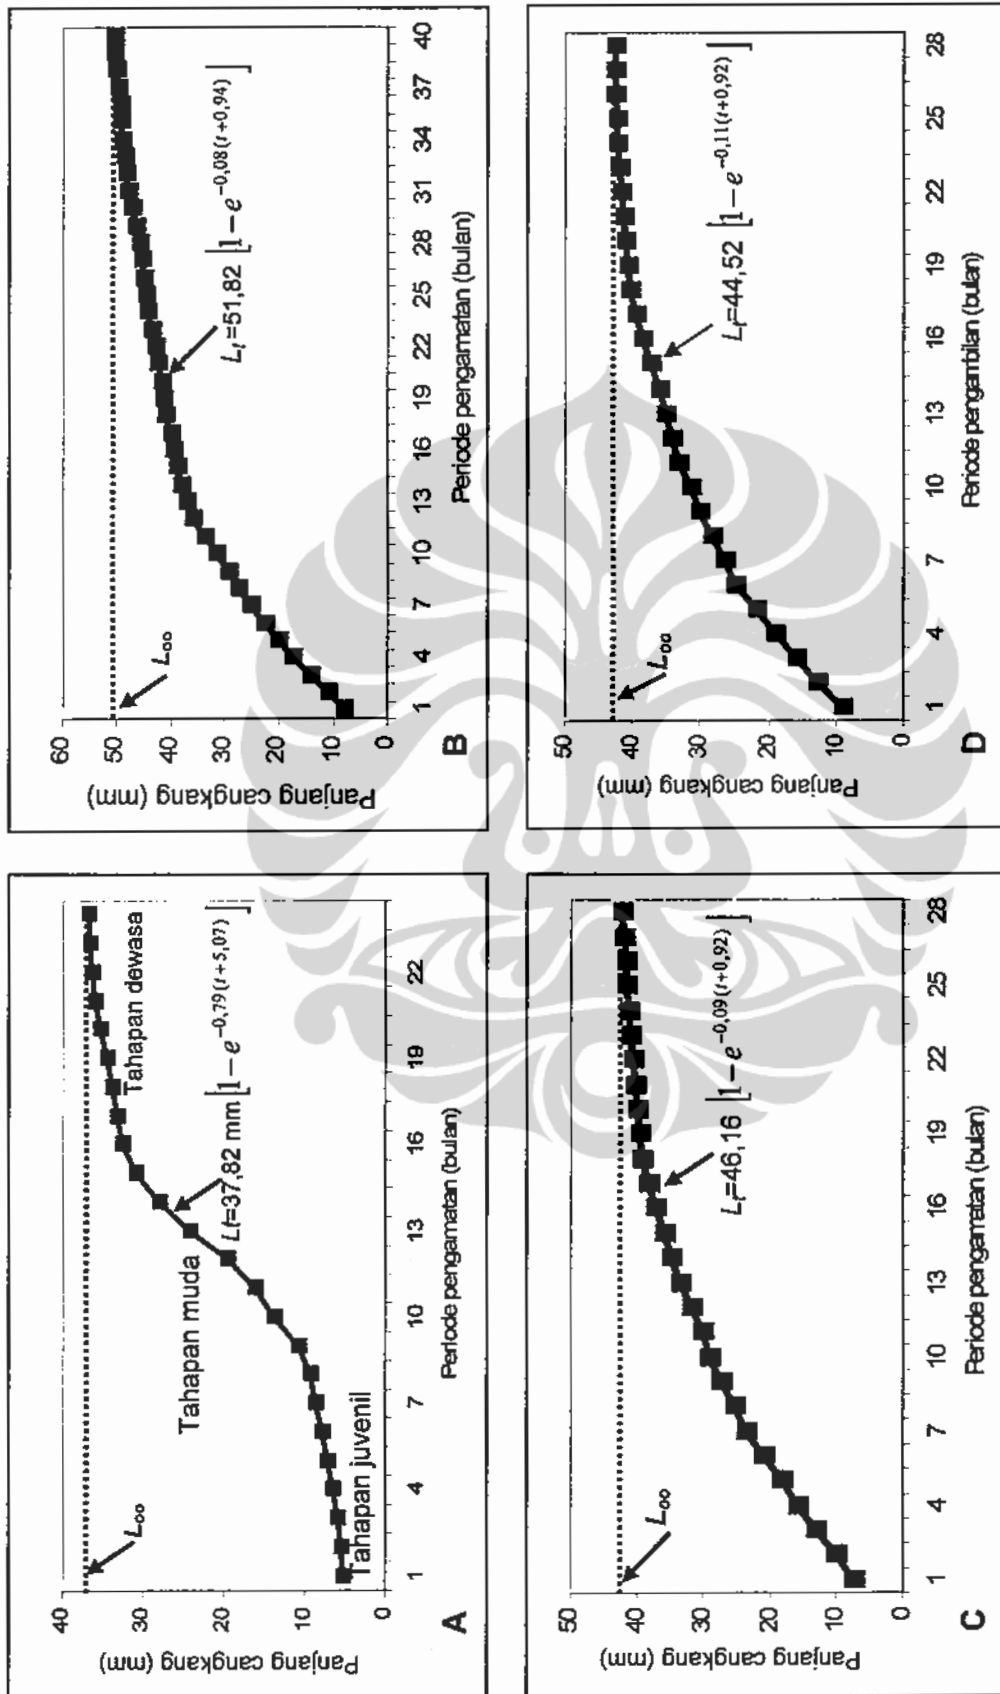 Panjang cangkang (mm)
40
30
20
10
0
L∞
Tahapan juvenil
Tahapan muda
Tahapan dewasa
Lt=37,82 mm [1−e^−0,79(t+5,07)]
1 4 7 10 13 16 19 22
Periode pengamatan (bulan)
A
Panjang cangkang (mm)
60
50
40
30
20
10
0
L∞
Lt=51,82 [1−e^−0,08(t+0,94)]
1 4 7 10 13 16 19 22 25 28 31 34 37 40
Periode pengamatan (bulan)
B
Panjang cangkang (mm)
50
40
30
20
10
0
L∞
Lt=46,16 [1−e^−0,09(t+0,92)]
1 4 7 10 13 16 19 22 25 28
Periode pengamatan (bulan)
C
Panjang cangkang (mm)
50
40
30
20
10
0
L∞
Lt=44,52 [1−e^−0,11(t+0,92)]
1 4 7 10 13 16 19 22 25 28
Periode pengambilan (bulan)
D